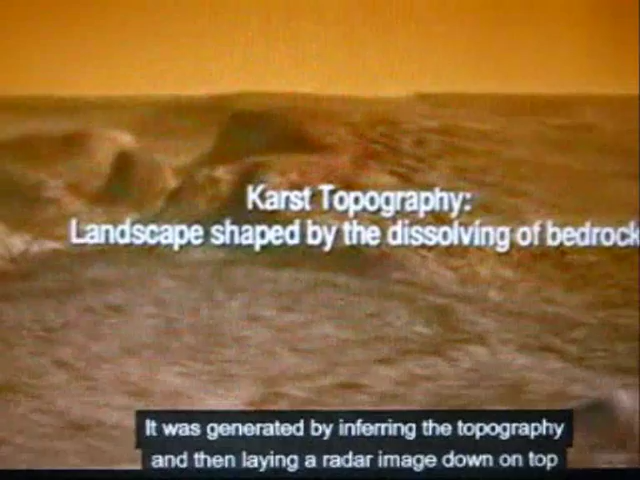 Karst Topography:
Landscape shaped by the dissolving of bedrock
It was generated by inferring the topography
and then laying a radar image down on top